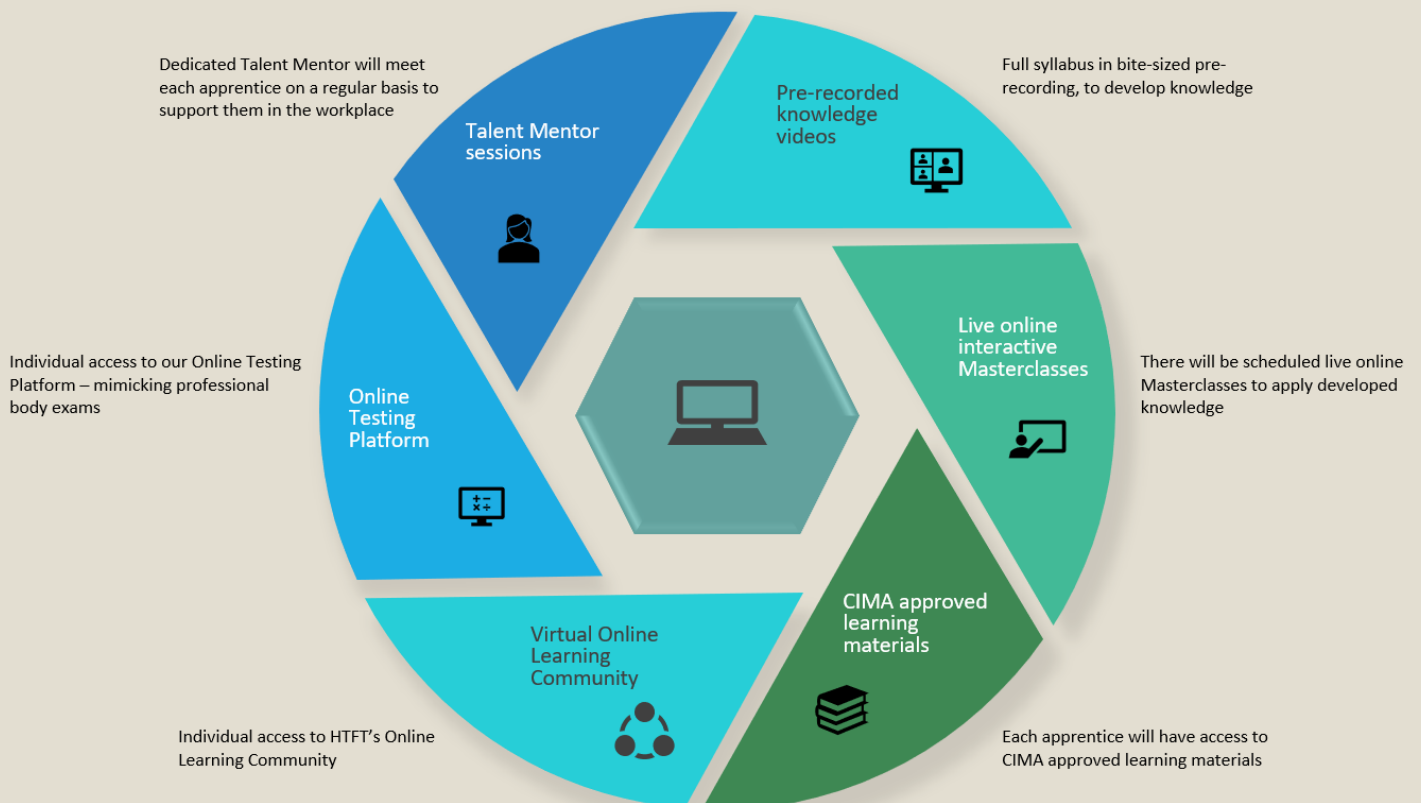 Dedicated Talent Mentor will meet
each apprentice on a regular basis to
support them in the workplace
Talent Mentor
sessions
Pre-recorded
knowledge
videos
Full syllabus in bite-sized pre-
recording, to develop knowledge
Individual access to our Online Testing
Platform – mimicking professional
body exams
Online
Testing
Platform
Live online
interactive
Masterclasses
There will be scheduled live online
Masterclasses to apply developed
knowledge
Virtual Online
Learning
Community
CIMA approved
learning
materials
Individual access to HTFT’s Online
Learning Community
Each apprentice will have access to
CIMA approved learning materials